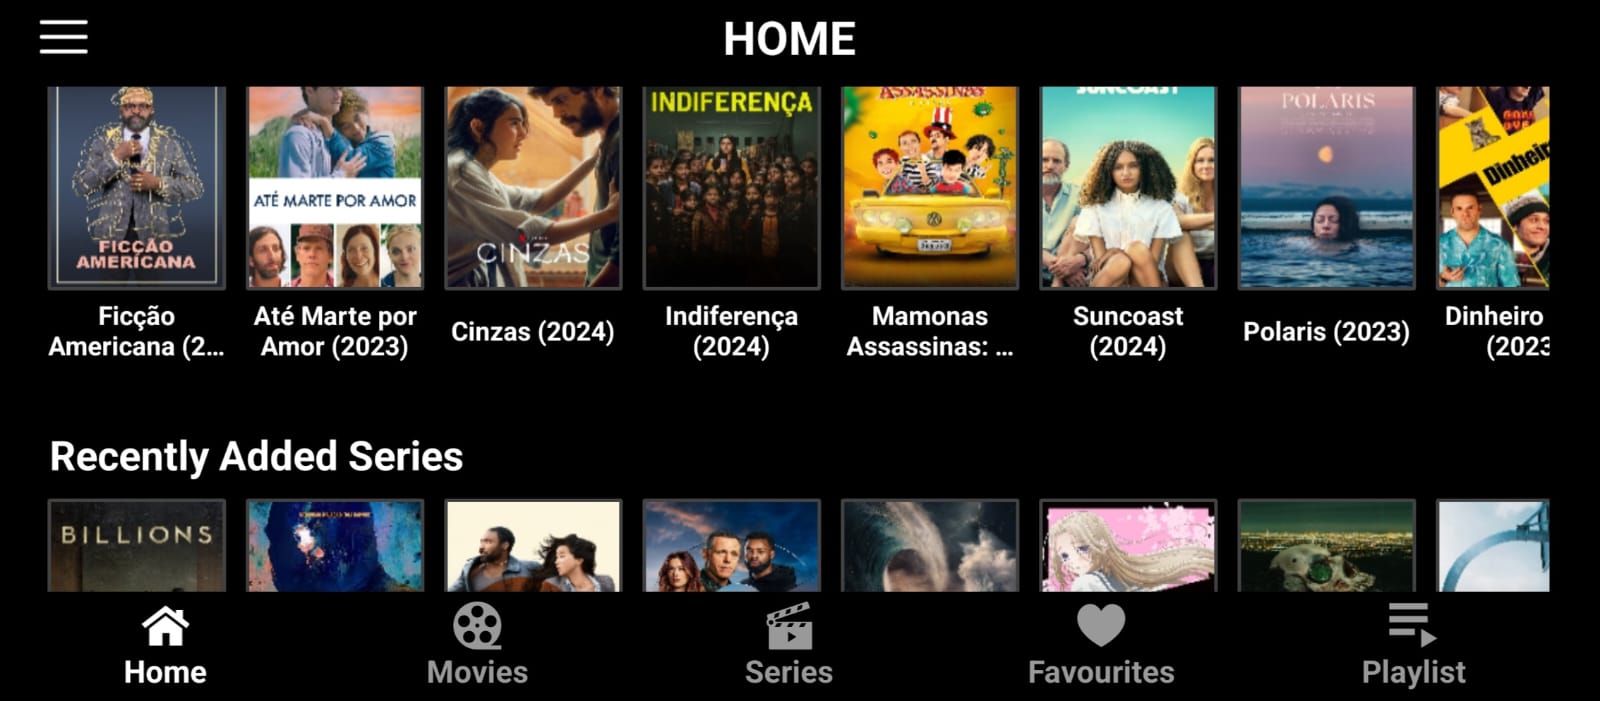 HOME
FICÇÃO
AMERICANA
ATÉ MARTE POR AMOR
CINZAS
INDIFERENÇA
ASSASSINAS
SUNCOAST
POLARIS
Dinheir
Ficção
Americana (2...
Até Marte por
Amor (2023)
Cinzas (2024)
Indiferença
(2024)
Mamonas
Assassinas: ...
Suncoast
(2024)
Polaris (2023)
Dinheiro
(2023
Recently Added Series
BILLIONS
Home
Movies
Series
Favourites
Playlist